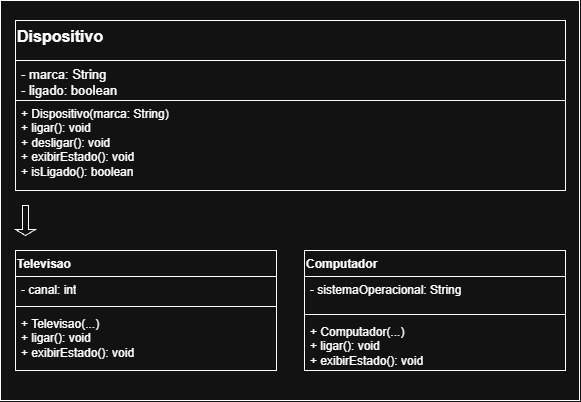 Dispositivo
- marca: String
- ligado: boolean
+ Dispositivo(marca: String)
+ ligar(): void
+ desligar(): void
+ exibirEstado(): void
+ isLigado(): boolean
Televisao
- canal: int
+ Televisao(...)
+ ligar(): void
+ exibirEstado(): void
Computador
- sistemaOperacional: String
+ Computador(...)
+ ligar(): void
+ exibirEstado(): void